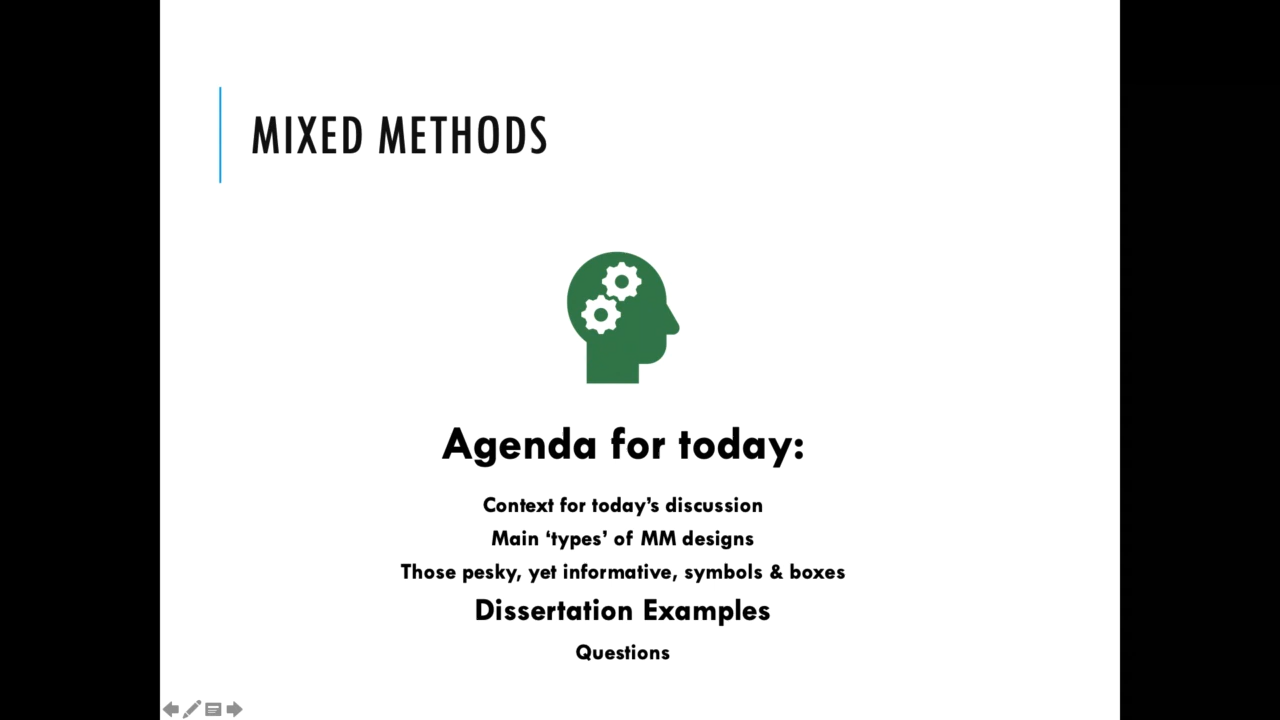 MIXED METHODS
Agenda for today:
Context for today’s discussion
Main ‘types’ of MM designs
Those pesky, yet informative, symbols & boxes
Dissertation Examples
Questions